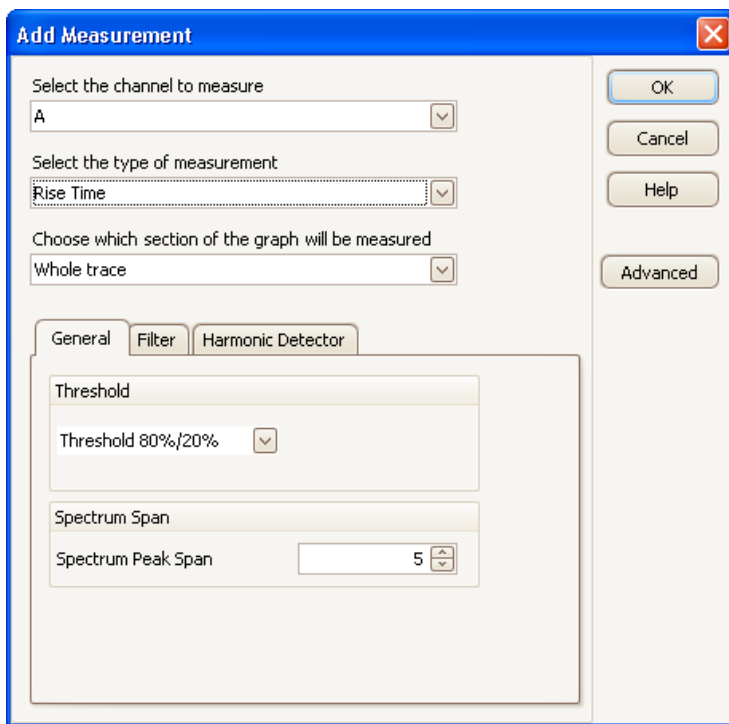 Add Measurement
Select the channel to measure
A
Select the type of measurement
Rise Time
Choose which section of the graph will be measured
Whole trace
OK
Cancel
Help
Advanced
General Filter Harmonic Detector
Threshold
Threshold 80%/20%
Spectrum Span
Spectrum Peak Span 5